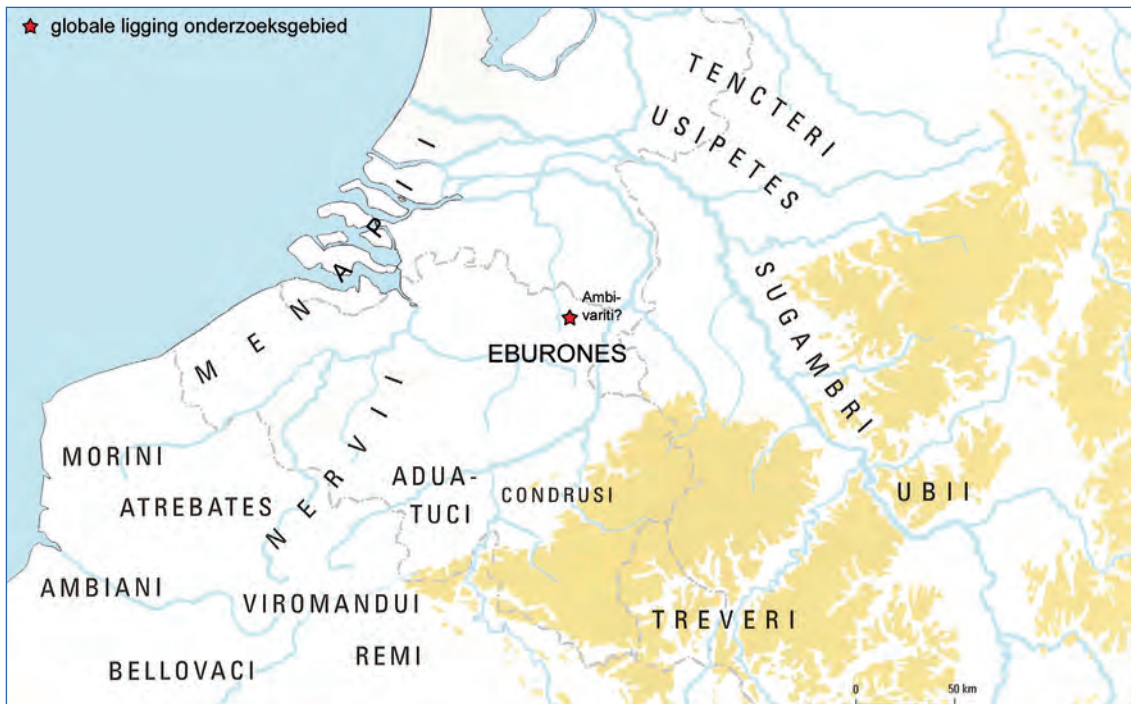 globale ligging onderzoeksgebied
TENCTERI
USIPETES
MENAPII
Ambi-
variti?
SUGAMBRI
EBURONES
NERVII
MORINI
ADUA-
TUCI
CONDRUSI
ATREBATES
UBII
AMBIANI
VIROMANDUI
TREVERI
REMI
BELLOVACI
0 50 km